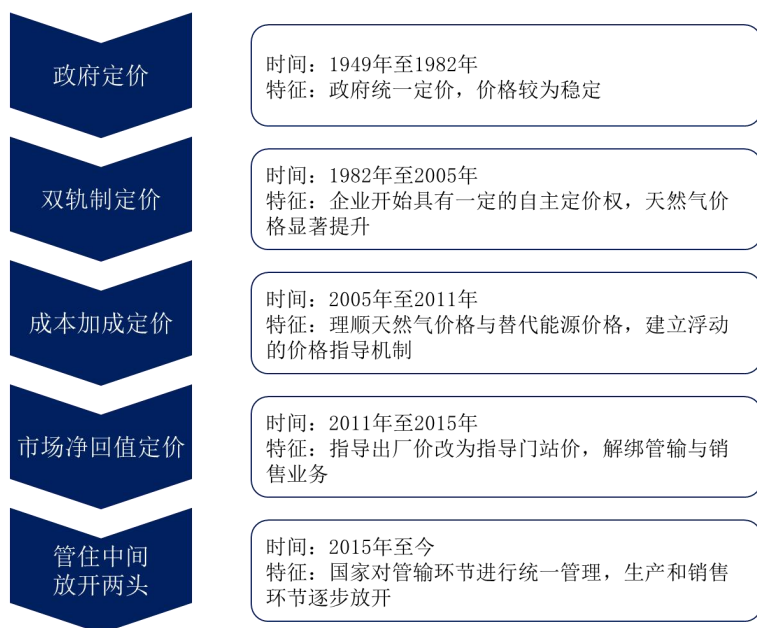 政府定价
时间：1949年至1982年
特征：政府统一定价，价格较为稳定
双轨制定价
时间：1982年至2005年
特征：企业开始具有一定的自主定价权，天然气价
格显著提升
成本加成定价
时间：2005年至2011年
特征：理顺天然气价格与替代能源价格，建立浮动
的价格指导机制
市场净回值定价
时间：2011年至2015年
特征：指导出厂价改为指导门站价，解绑管输与销
售业务
管住中间
放开两头
时间：2015年至今
特征：国家对管输环节进行统一管理，生产和销售
环节逐步放开